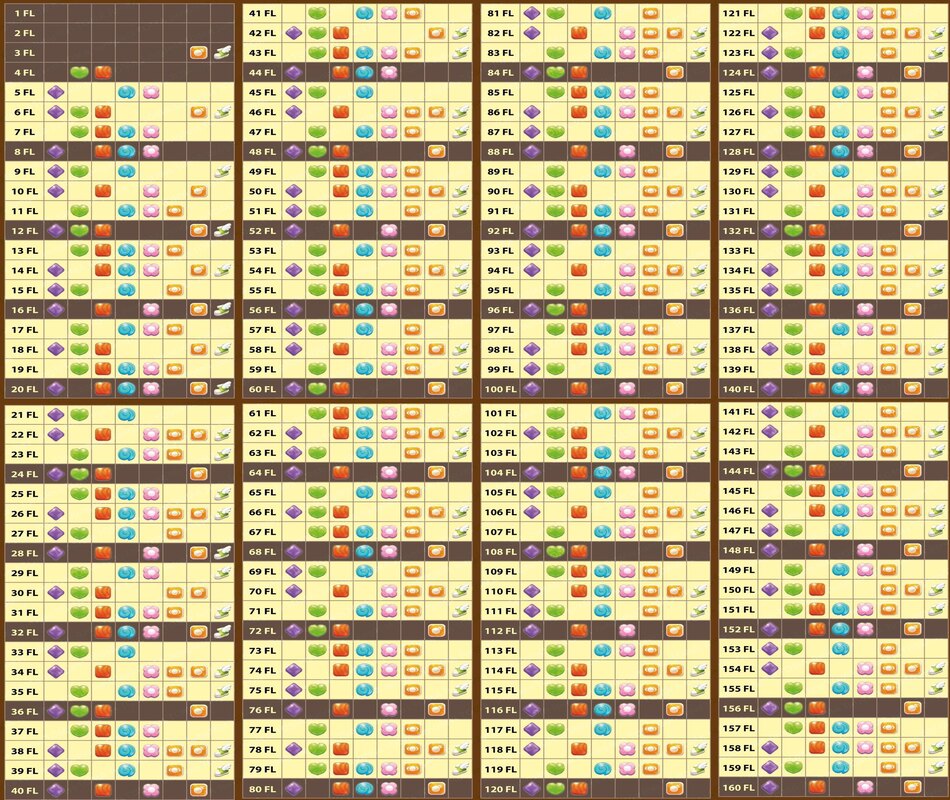 1 FL
2 FL
3 FL
4 FL
5 FL
6 FL
7 FL
8 FL
9 FL
10 FL
11 FL
12 FL
13 FL
14 FL
15 FL
16 FL
17 FL
18 FL
19 FL
20 FL
21 FL
22 FL
23 FL
24 FL
25 FL
26 FL
27 FL
28 FL
29 FL
30 FL
31 FL
32 FL
33 FL
34 FL
35 FL
36 FL
37 FL
38 FL
39 FL
40 FL
41 FL
42 FL
43 FL
44 FL
45 FL
46 FL
47 FL
48 FL
49 FL
50 FL
51 FL
52 FL
53 FL
54 FL
55 FL
56 FL
57 FL
58 FL
59 FL
60 FL
61 FL
62 FL
63 FL
64 FL
65 FL
66 FL
67 FL
68 FL
69 FL
70 FL
71 FL
72 FL
73 FL
74 FL
75 FL
76 FL
77 FL
78 FL
79 FL
80 FL
81 FL
82 FL
83 FL
84 FL
85 FL
86 FL
87 FL
88 FL
89 FL
90 FL
91 FL
92 FL
93 FL
94 FL
95 FL
96 FL
97 FL
98 FL
99 FL
100 FL
101 FL
102 FL
103 FL
104 FL
105 FL
106 FL
107 FL
108 FL
109 FL
110 FL
111 FL
112 FL
113 FL
114 FL
115 FL
116 FL
117 FL
118 FL
119 FL
120 FL
121 FL
122 FL
123 FL
124 FL
125 FL
126 FL
127 FL
128 FL
129 FL
130 FL
131 FL
132 FL
133 FL
134 FL
135 FL
136 FL
137 FL
138 FL
139 FL
140 FL
141 FL
142 FL
143 FL
144 FL
145 FL
146 FL
147 FL
148 FL
149 FL
150 FL
151 FL
152 FL
153 FL
154 FL
155 FL
156 FL
157 FL
158 FL
159 FL
160 FL